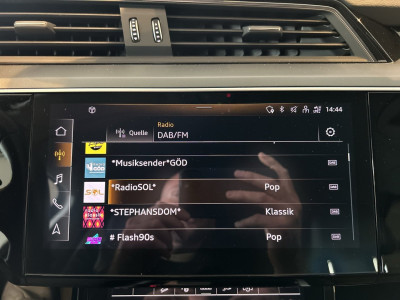 14:44
Radio
Quelle DAB/FM
*Musiksender*GÖD
*RadioSOL* Pop
*STEPHANSDOM* Klassik
# Flash90s Pop